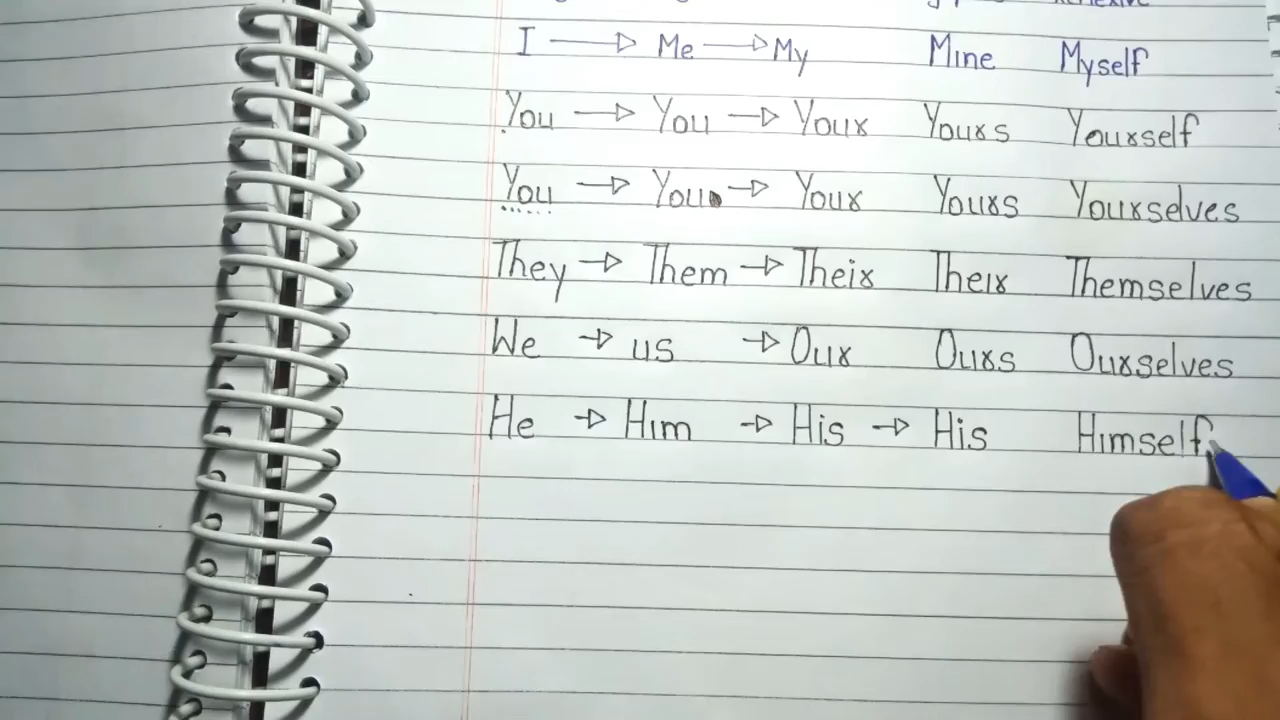 I → Me → My Mine Myself
You → You → Your Yours Yourself
You → You → Your Yours Yourselves
They → Them → Their Their Themselves
We → us → Our Ours Ourselves
He → Him → His → His Himself